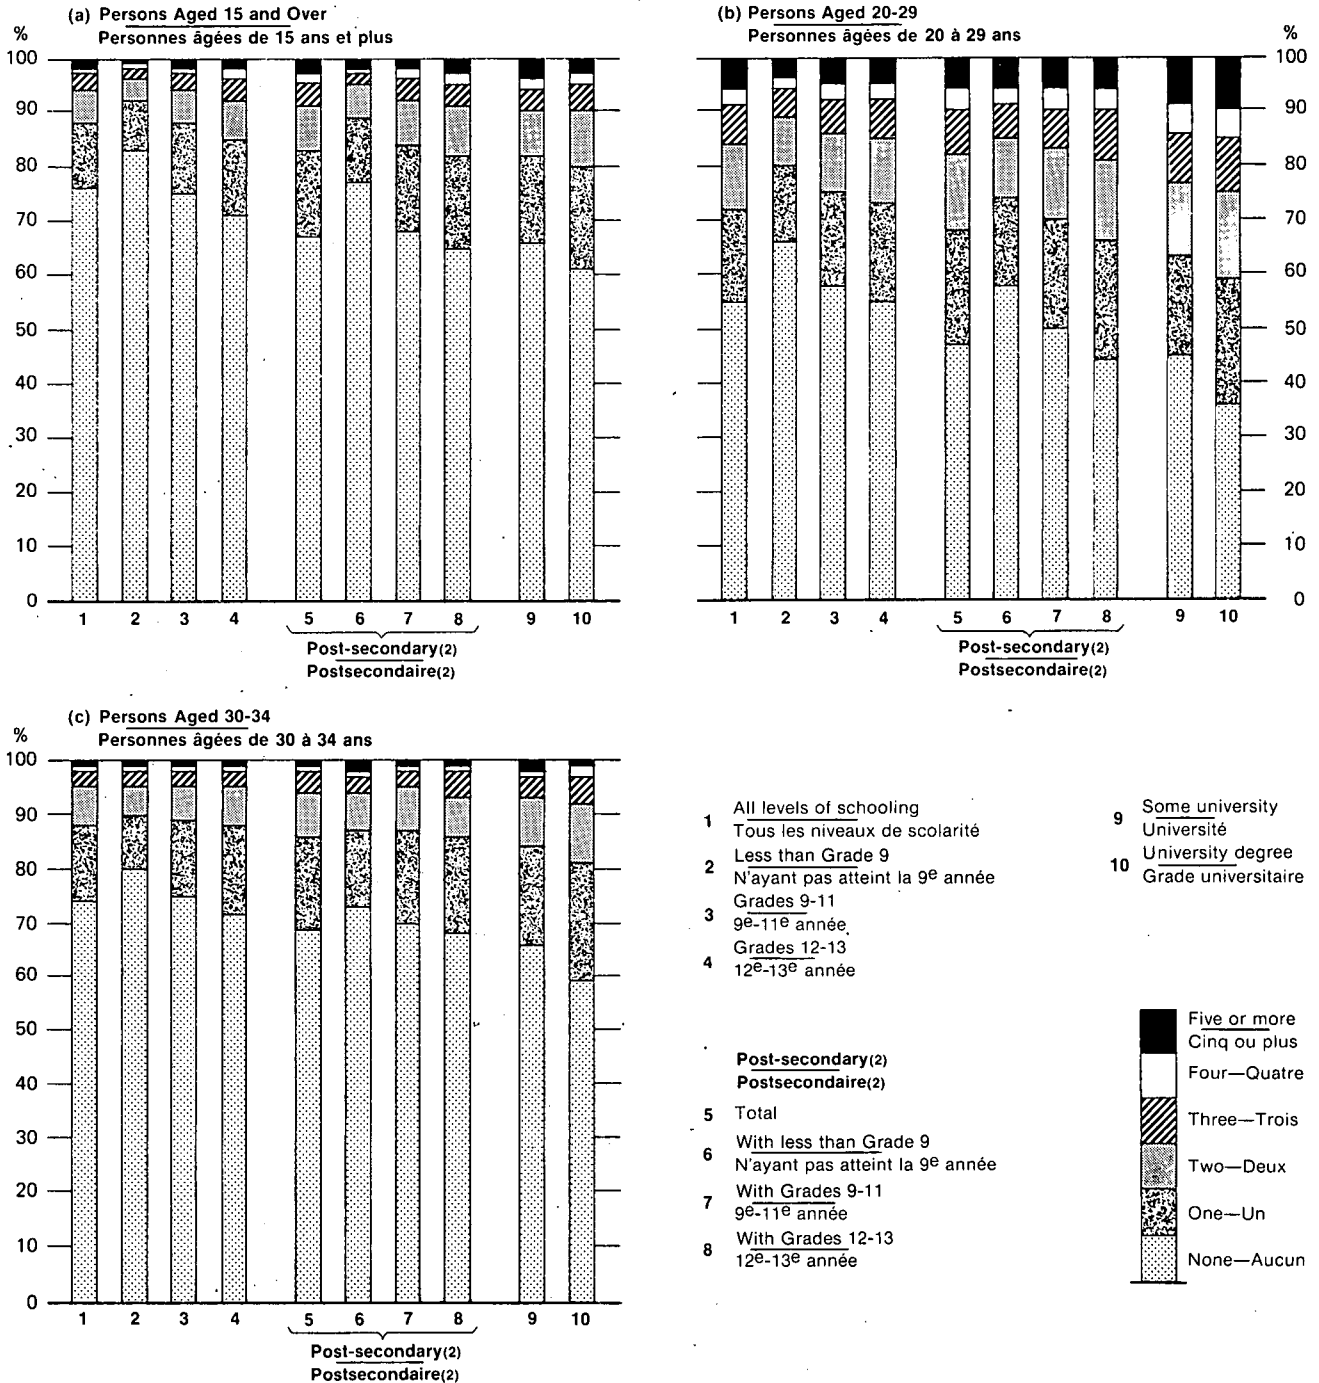 (a) Persons Aged 15 and Over
Personnes âgées de 15 ans et plus
%
100
90
80
70
60
50
40
30
20
10
0
1 2 3 4 5 6 7 8 9 10
Post-secondary(2)
Postsecondaire(2)
(b) Persons Aged 20-29
Personnes âgées de 20 à 29 ans
%
100
90
80
70
60
50
40
30
20
10
0
1 2 3 4 5 6 7 8 9 10
Post-secondary(2)
Postsecondaire(2)
(c) Persons Aged 30-34
Personnes âgées de 30 à 34 ans
%
100
90
80
70
60
50
40
30
20
10
0
1 2 3 4 5 6 7 8 9 10
Post-secondary(2)
Postsecondaire(2)
1 All levels of schooling
Tous les niveaux de scolarité
2 Less than Grade 9
N'ayant pas atteint la 9e année
3 Grades 9-11
9e-11e année
4 Grades 12-13
12e-13e année
Post-secondary(2)
Postsecondaire(2)
5 Total
6 With less than Grade 9
N'ayant pas atteint la 9e année
7 With Grades 9-11
9e-11e année
8 With Grades 12-13
12e-13e année
9 Some university
Université
10 University degree
Grade universitaire
Five or more
Cinq ou plus
Four—Quatre
Three—Trois
Two—Deux
One—Un
None—Aucun